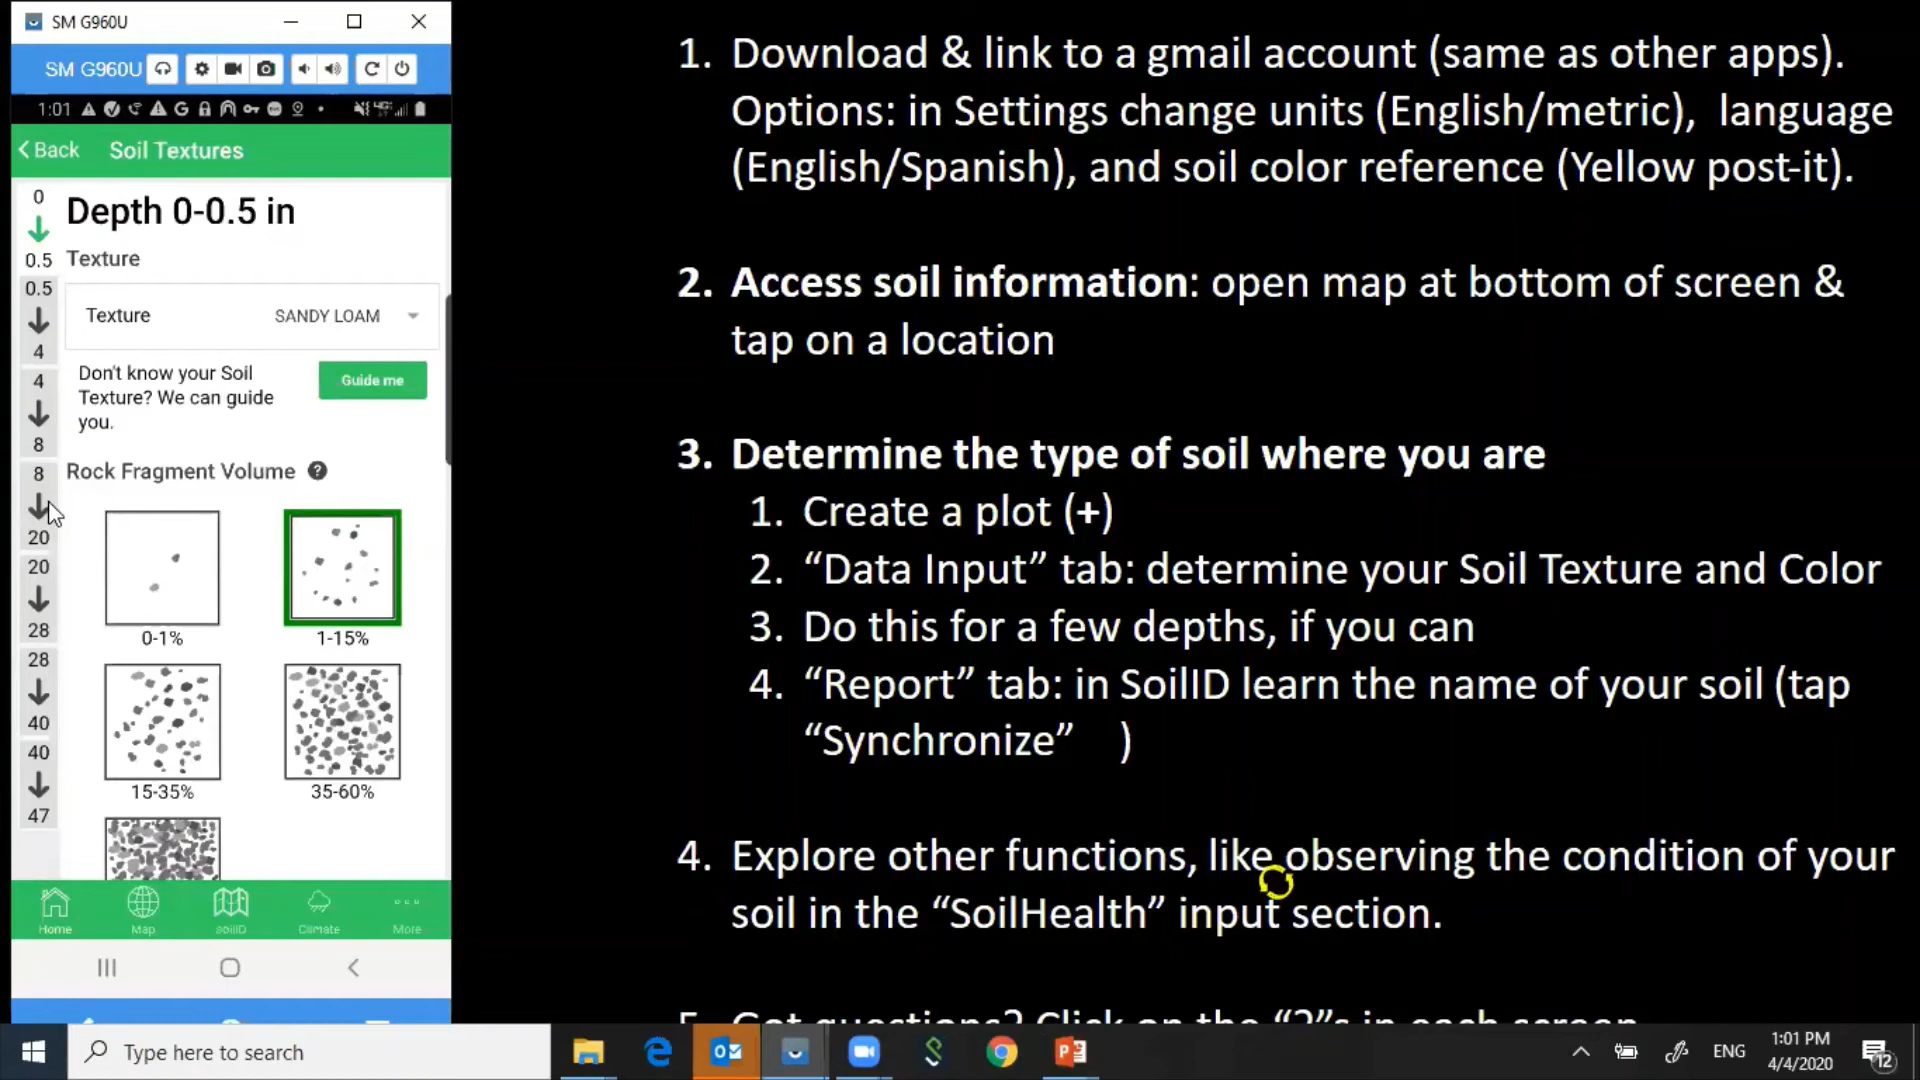 SM G960U
SM G960U
1:01
Back Soil Textures
0
0.5
0.5
4
4
8
8
20
20
28
28
40
40
47
Depth 0-0.5 in
Texture
Texture SANDY LOAM
Don't know your Soil
Texture? We can guide
you.
Guide me
Rock Fragment Volume ?
0-1% 1-15%
15-35% 35-60%
Home Map soilID Climate More
1. Download & link to a gmail account (same as other apps).
Options: in Settings change units (English/metric), language
(English/Spanish), and soil color reference (Yellow post-it).
2. Access soil information: open map at bottom of screen &
tap on a location
3. Determine the type of soil where you are
1. Create a plot (+)
2. “Data Input” tab: determine your Soil Texture and Color
3. Do this for a few depths, if you can
4. “Report” tab: in SoilID learn the name of your soil (tap
“Synchronize” )
4. Explore other functions, like observing the condition of your
soil in the “SoilHealth” input section.
5. Got questions? Click on the “?”s in each screen
Type here to search
ENG
1:01 PM
4/4/2020
12